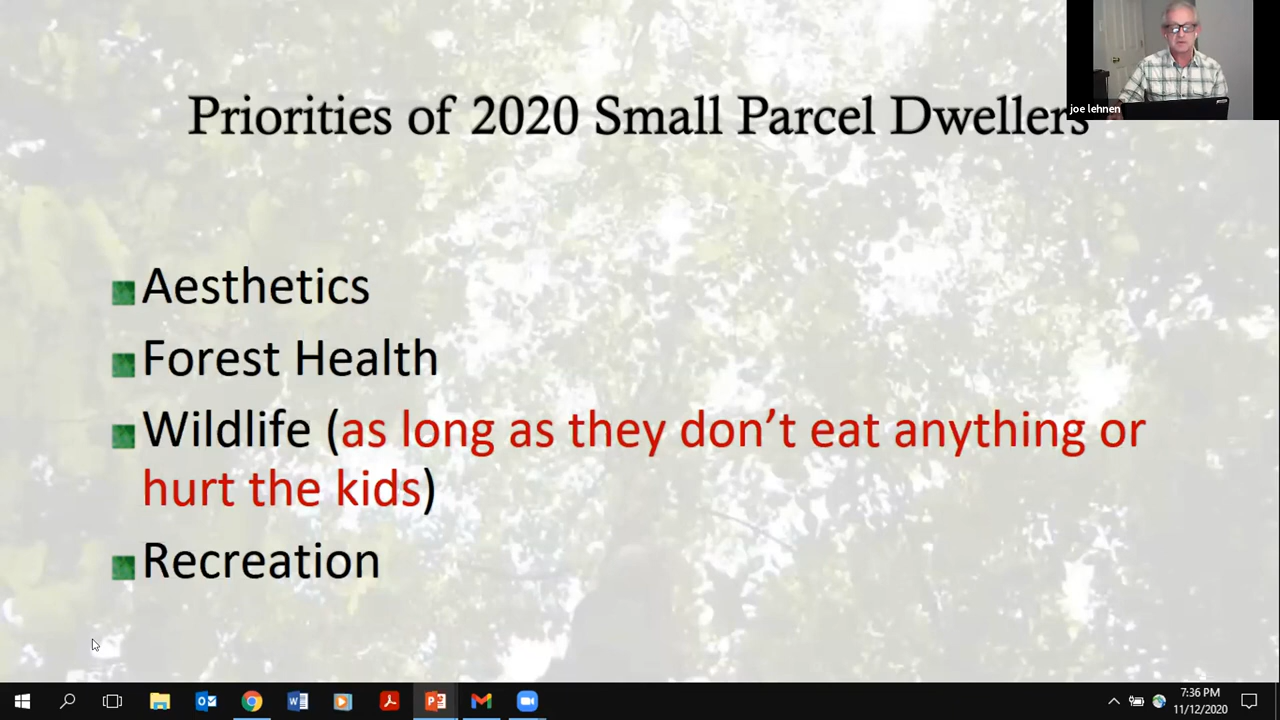 Priorities of 2020 Small Parcel Dwellers
joe lehnen
Aesthetics
Forest Health
Wildlife (as long as they don’t eat anything or
hurt the kids)
Recreation
7:36 PM
11/12/2020